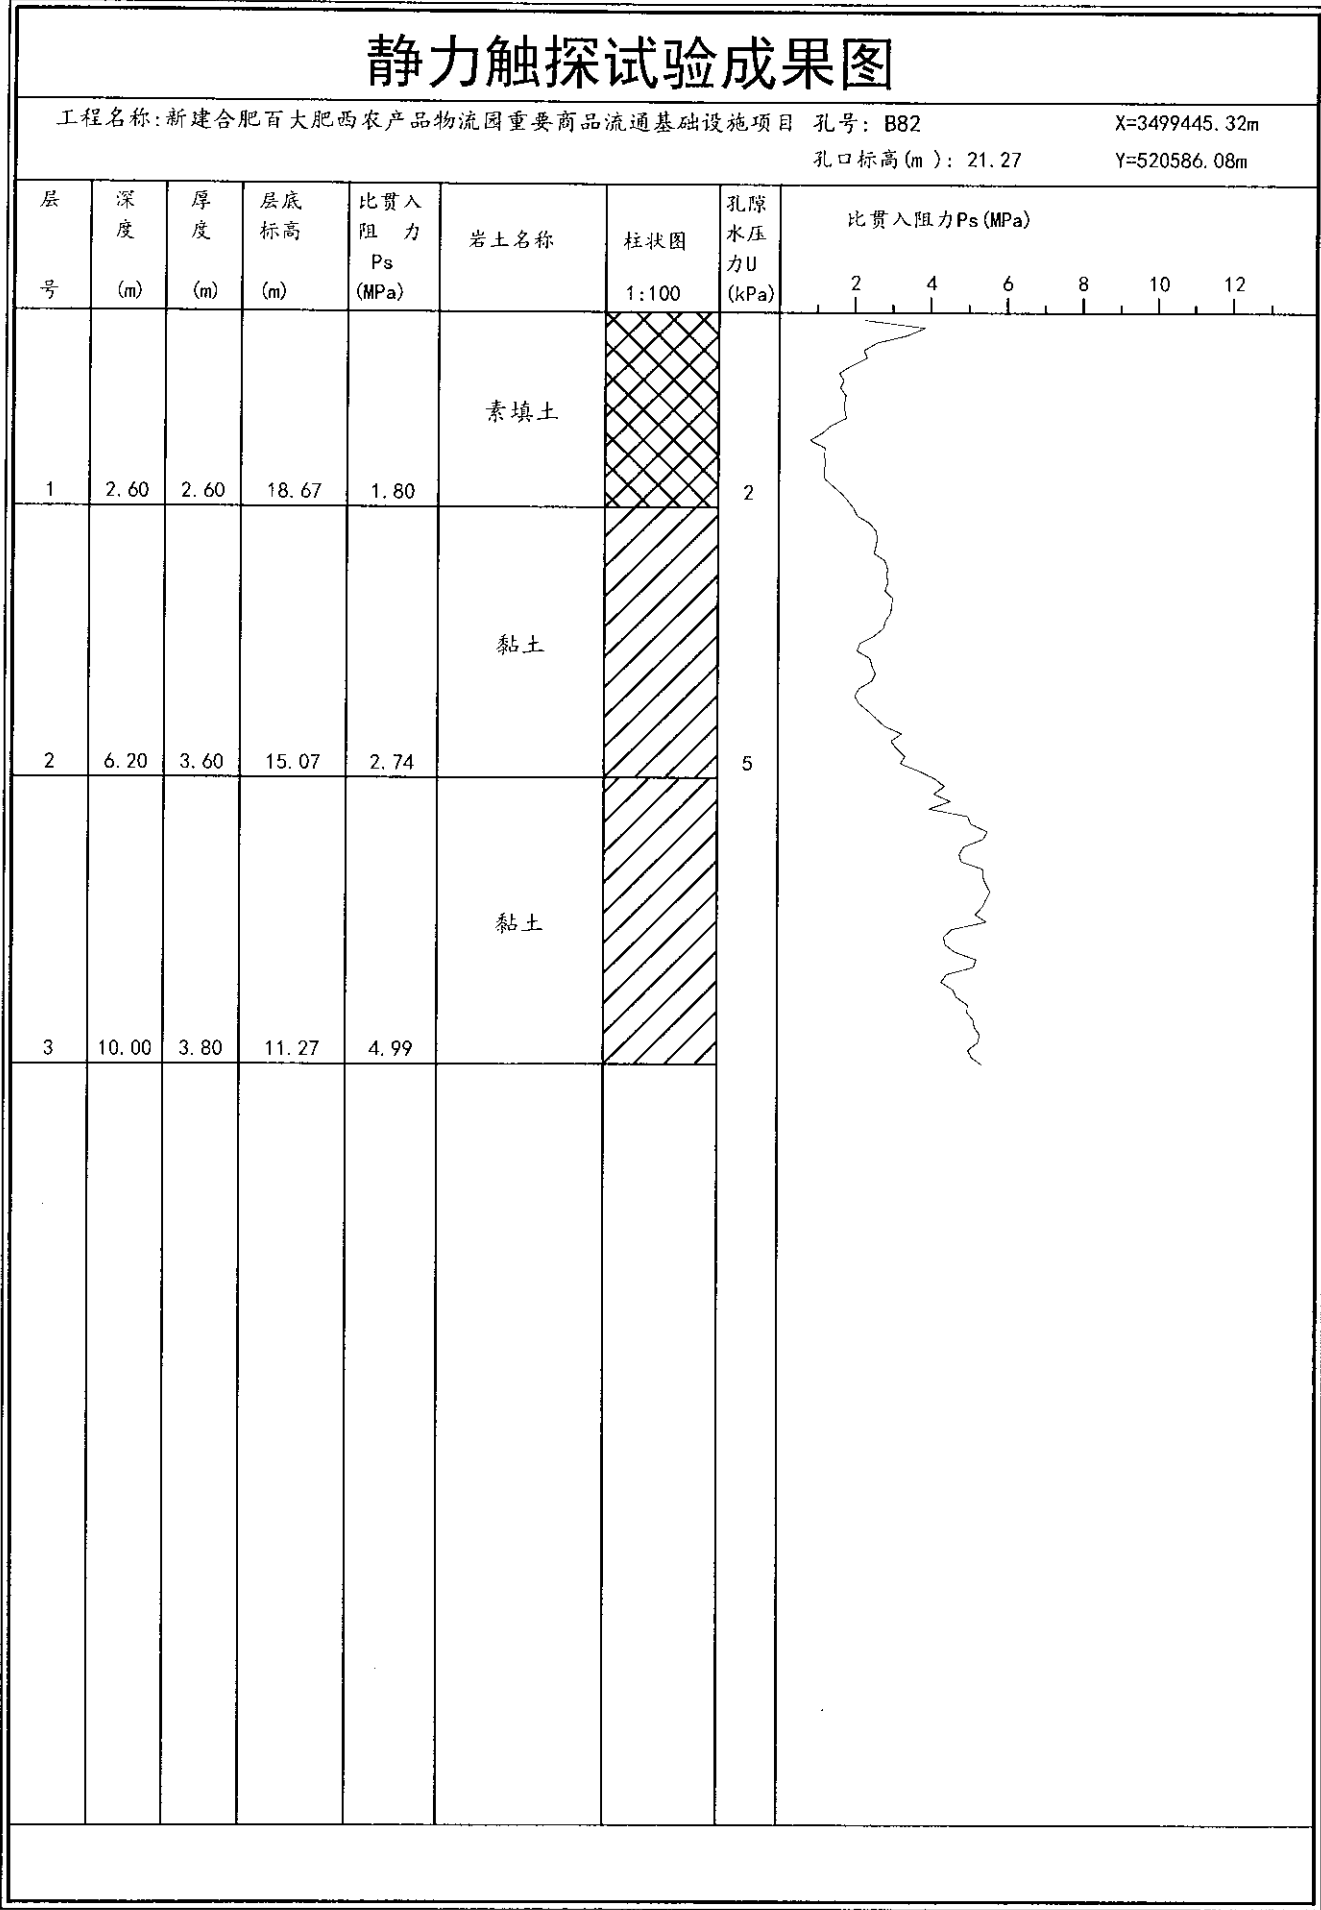 静力触探试验成果图
工程名称:新建合肥百大肥西农产品物流园重要商品流通基础设施项目 孔号: B82 X=3499445.32m
孔口标高(m ): 21.27 Y=520586.08m
层号 深度(m) 厚度(m) 层底标高(m) 比贯入阻力Ps(MPa) 岩土名称 柱状图1:100 孔隙水压力U(kPa) 比贯入阻力Ps(MPa)
2 4 6 8 10 12
素填土
1 2.60 2.60 18.67 1.80 2
黏土
2 6.20 3.60 15.07 2.74 5
黏土
3 10.00 3.80 11.27 4.99